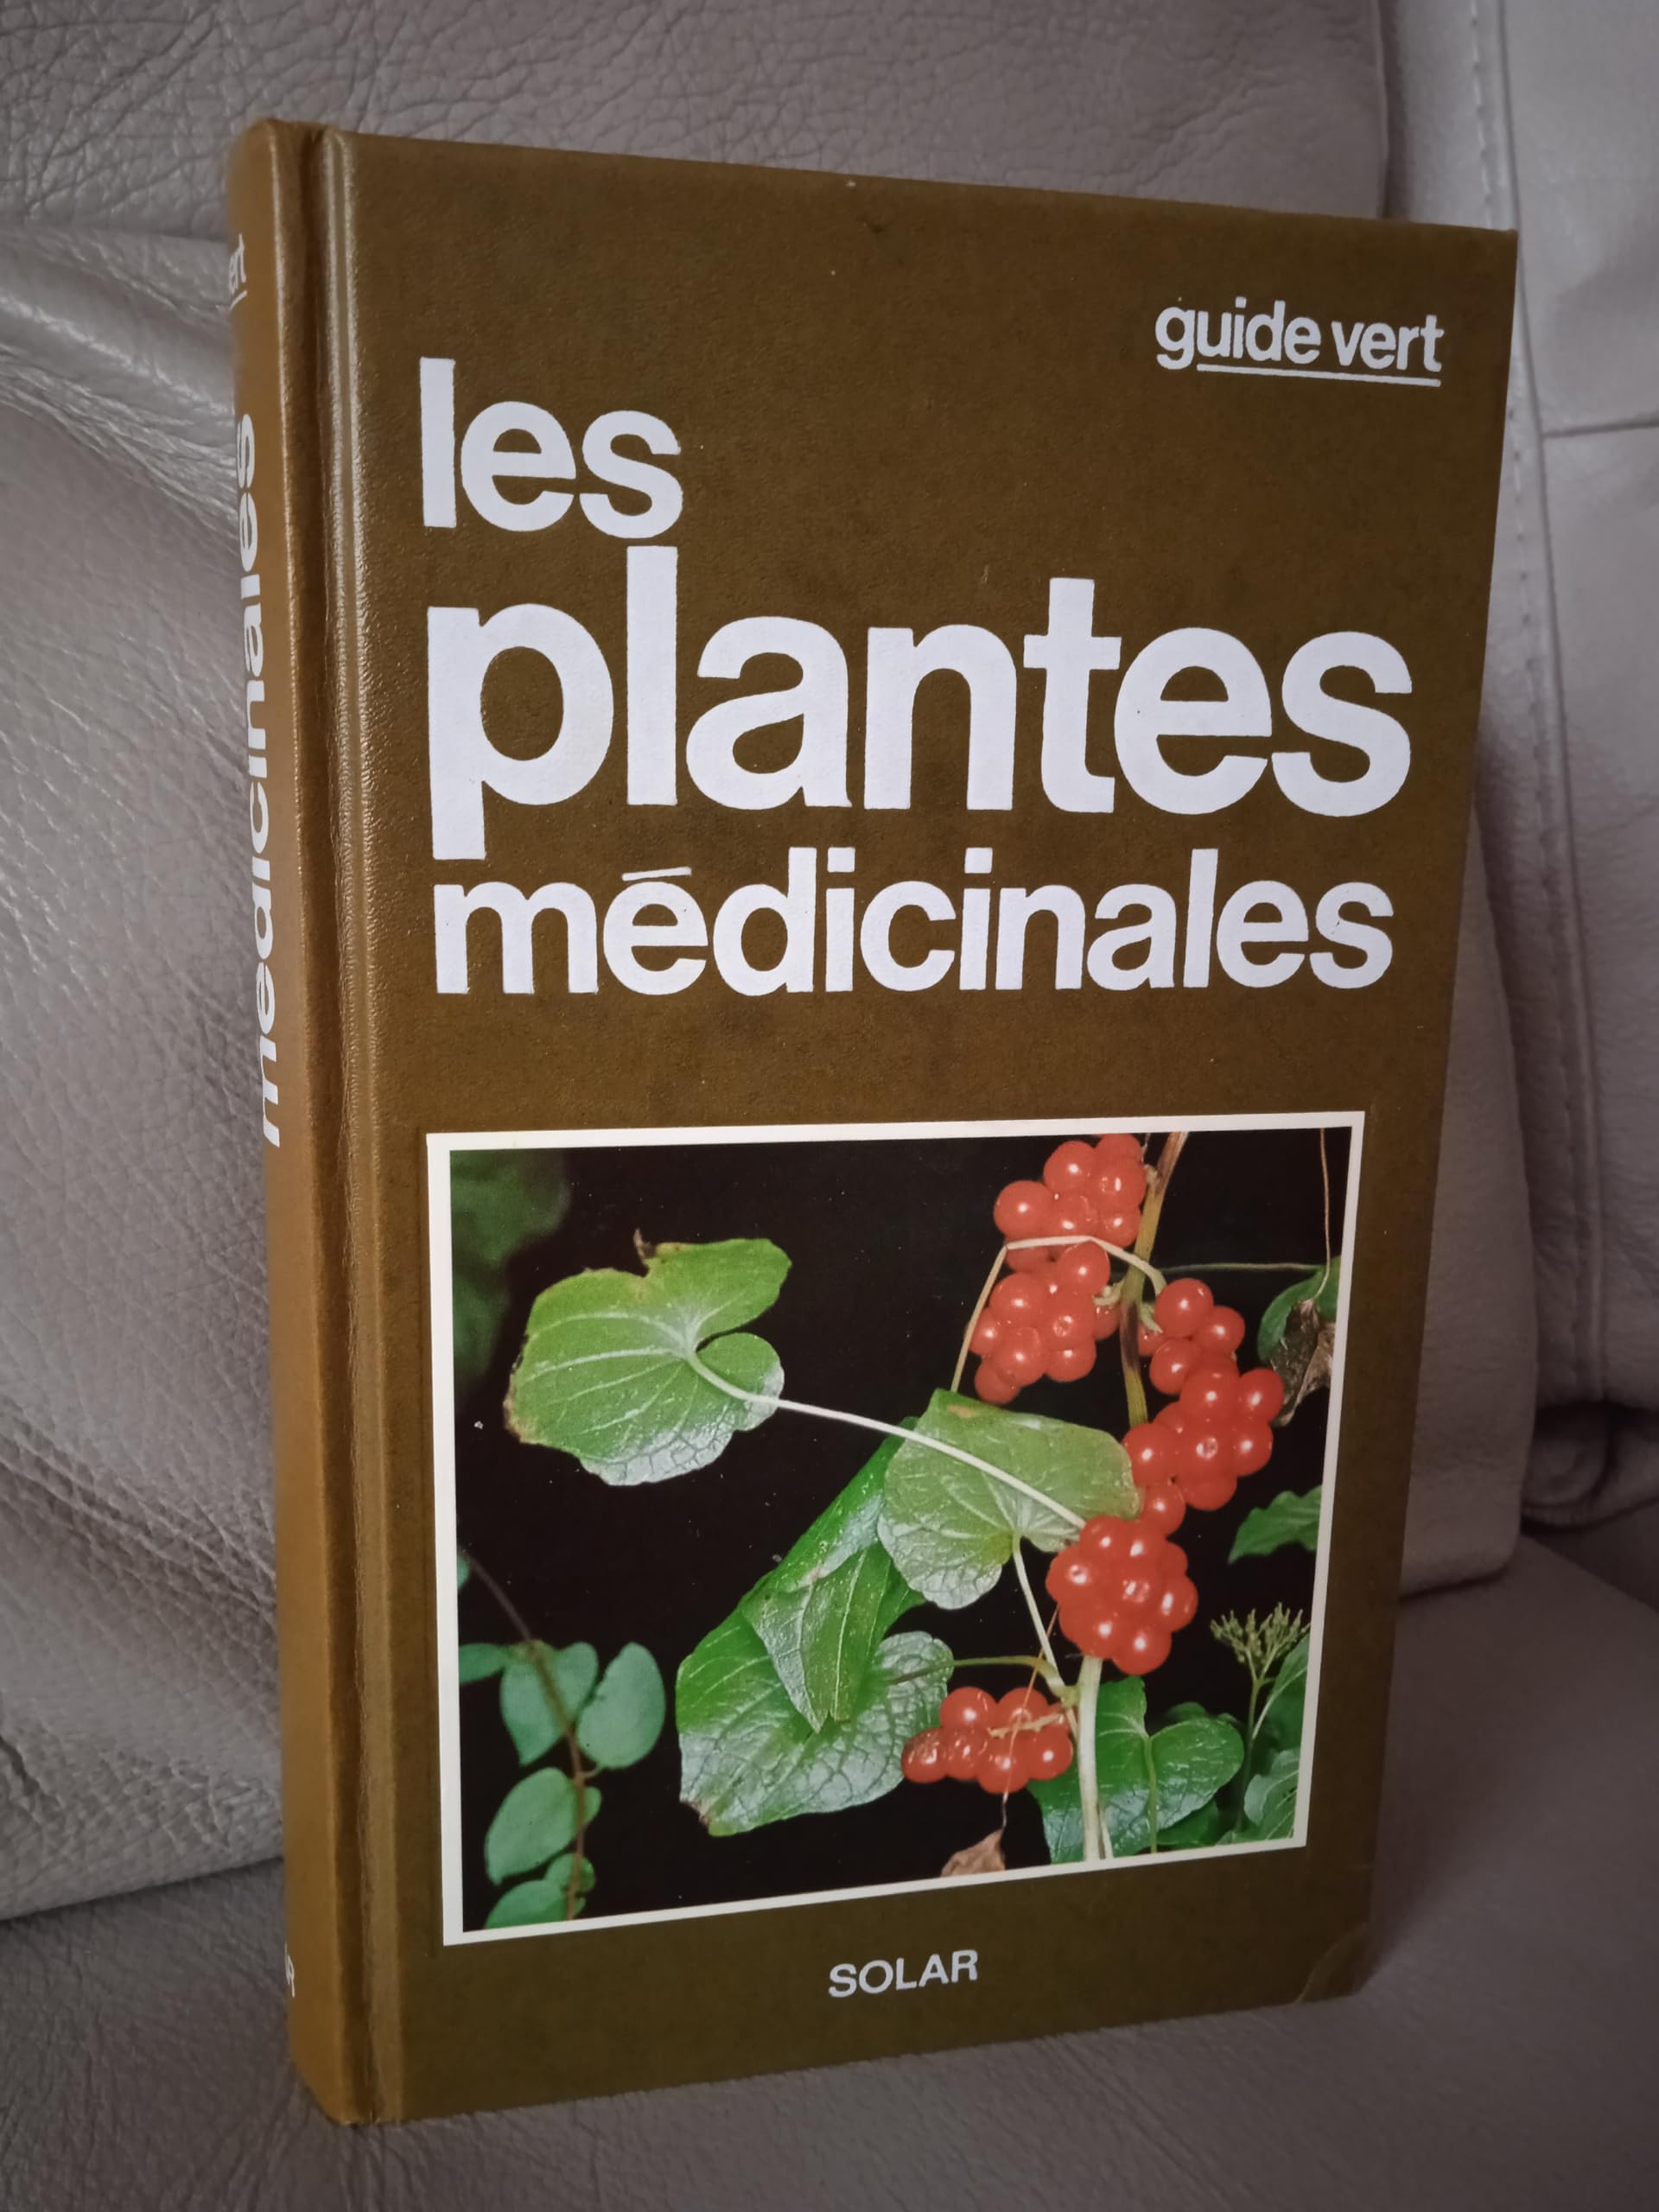 guide vert
les
plantes
médicinales
SOLAR
médicinales